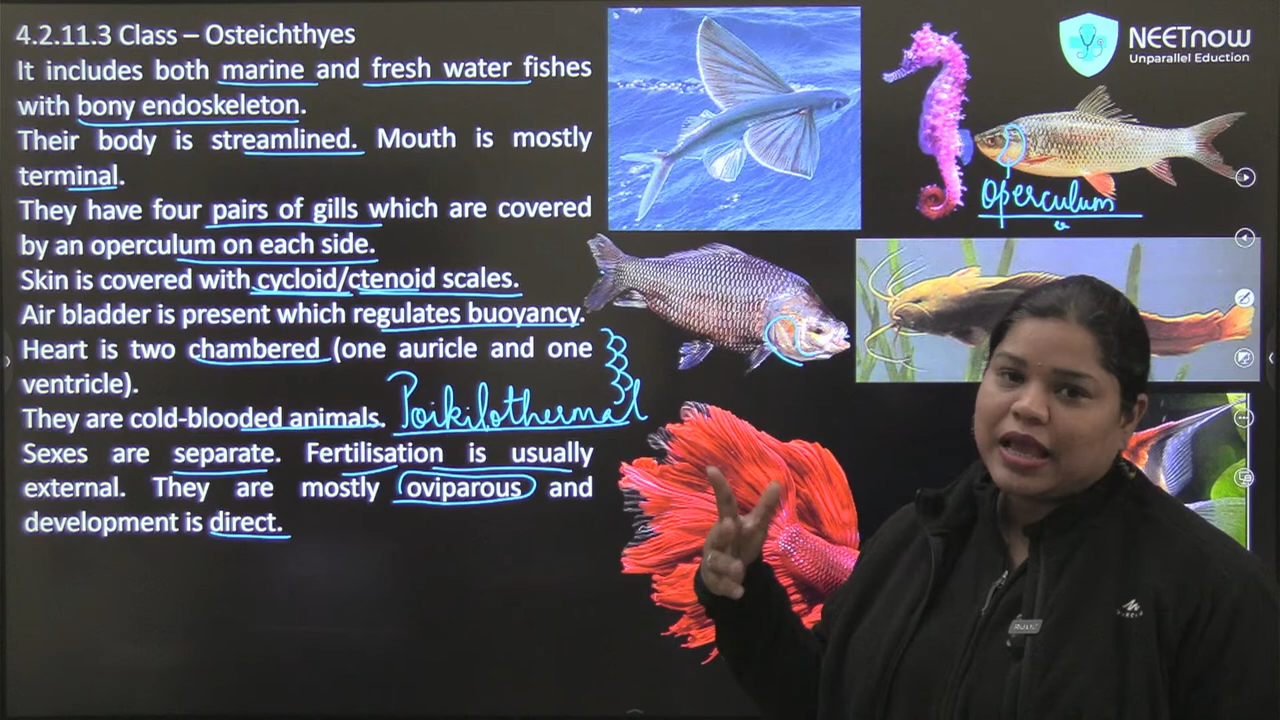 4.2.11.3 Class – Osteichthyes
It includes both marine and fresh water fishes
with bony endoskeleton.
Their body is streamlined. Mouth is mostly
terminal.
They have four pairs of gills which are covered
by an operculum on each side.
Skin is covered with cycloid/ctenoid scales.
Air bladder is present which regulates buoyancy.
Heart is two chambered (one auricle and one
ventricle).
They are cold-blooded animals. Poikilothermal
Sexes are separate. Fertilisation is usually
external. They are mostly oviparous and
development is direct.
NEETnow
Unparallel Eduction
Operculum